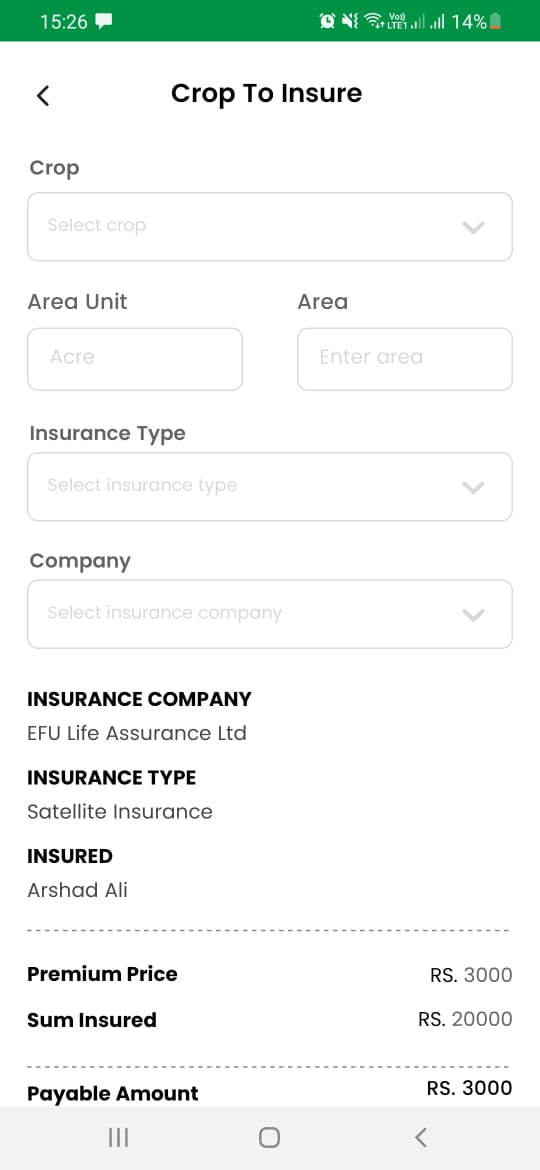 15:26
Vo))
LTE1
14%
Crop To Insure
Crop
Select crop
Area Unit Area
Acre Enter area
Insurance Type
Select insurance type
Company
Select insurance company
INSURANCE COMPANY
EFU Life Assurance Ltd
INSURANCE TYPE
Satellite Insurance
INSURED
Arshad Ali
Premium Price RS. 3000
Sum Insured RS. 20000
Payable Amount RS. 3000